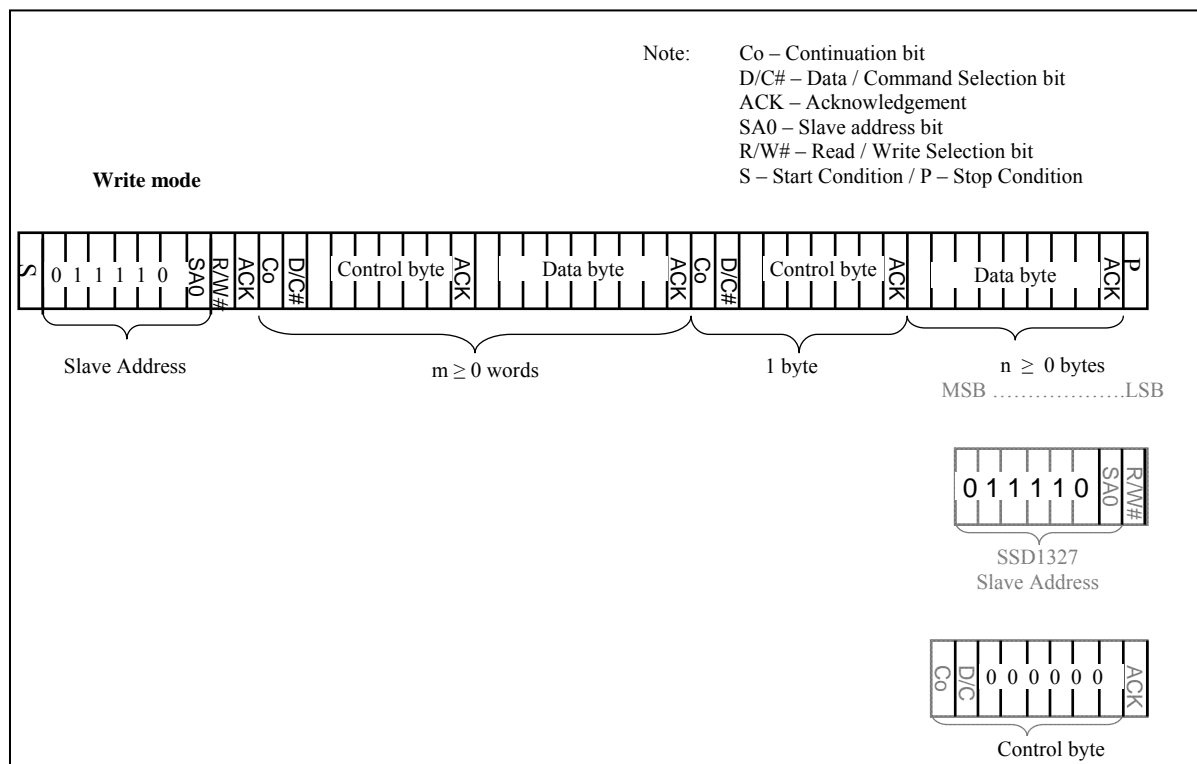 Note: Co – Continuation bit
D/C# – Data / Command Selection bit
ACK – Acknowledgement
SA0 – Slave address bit
R/W# – Read / Write Selection bit
S – Start Condition / P – Stop Condition
Write mode
S 0 1 1 1 1 0 SA0 R/W# ACK Co D/C# Control byte ACK Data byte ACK Co D/C# Control byte ACK Data byte ACK P
Slave Address m ≥ 0 words 1 byte n ≥ 0 bytes
MSB ......................LSB
0 1 1 1 1 0 SA0 R/W#
SSD1327
Slave Address
Co D/C 0 0 0 0 0 0 ACK
Control byte